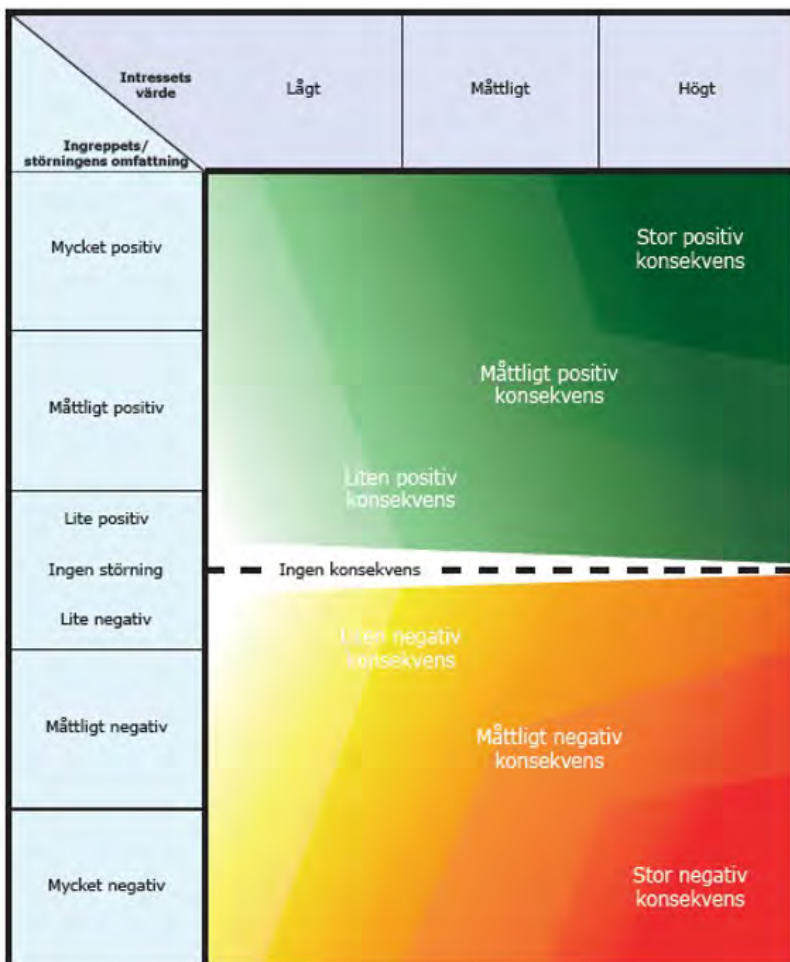 Intressets
värde
Ingreppets/
störningens omfattning
Lågt
Måttligt
Högt
Mycket positiv
Stor positiv
konsekvens
Måttligt positiv
Måttligt positiv
konsekvens
Liten positiv
konsekvens
Lite positiv
Ingen störning
Ingen konsekvens
Lite negativ
Liten negativ
konsekvens
Måttligt negativ
Måttligt negativ
konsekvens
Mycket negativ
Stor negativ
konsekvens